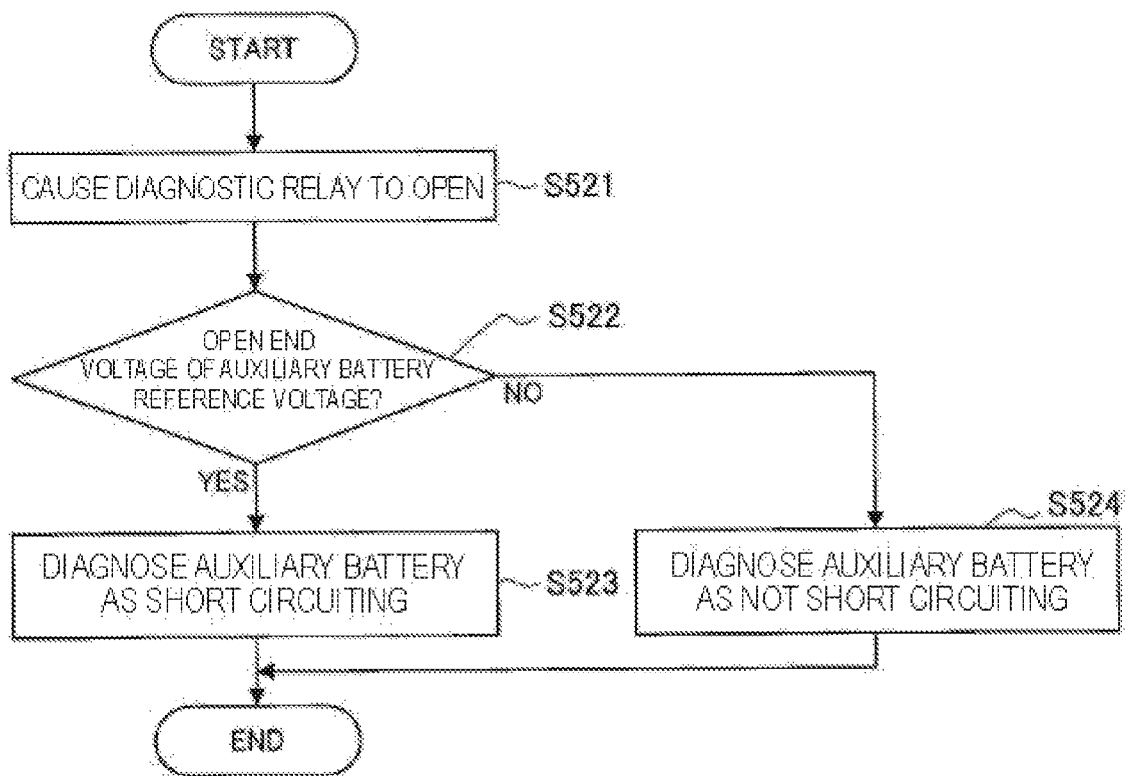 START
CAUSE DIAGNOSTIC RELAY TO OPEN
S521
S522
OPEN END
VOLTAGE OF AUXILIARY BATTERY
REFERENCE VOLTAGE?
NO
YES
S524
DIAGNOSE AUXILIARY BATTERY
AS SHORT CIRCUITING
S523
DIAGNOSE AUXILIARY BATTERY
AS NOT SHORT CIRCUITING
END